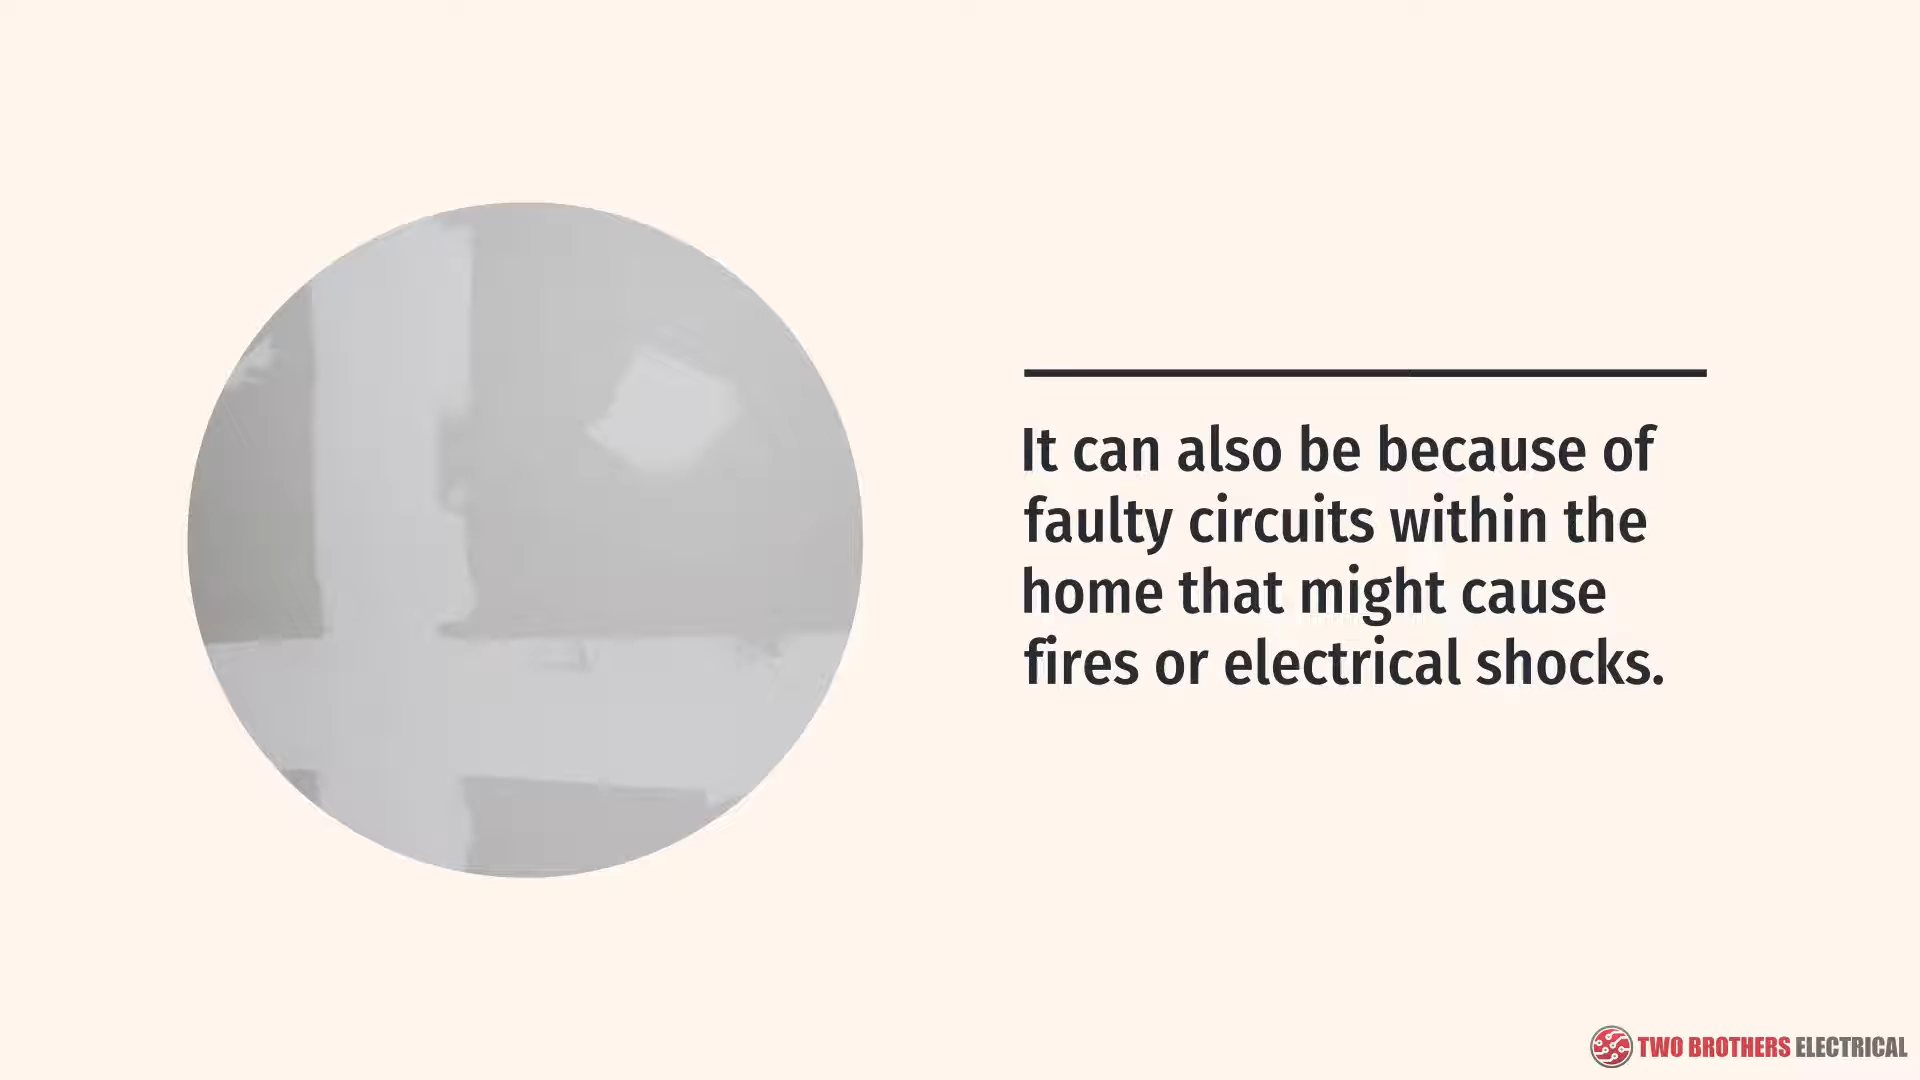 It can also be because of
faulty circuits within the
home that might cause
fires or electrical shocks.
TWO BROTHERS ELECTRICAL